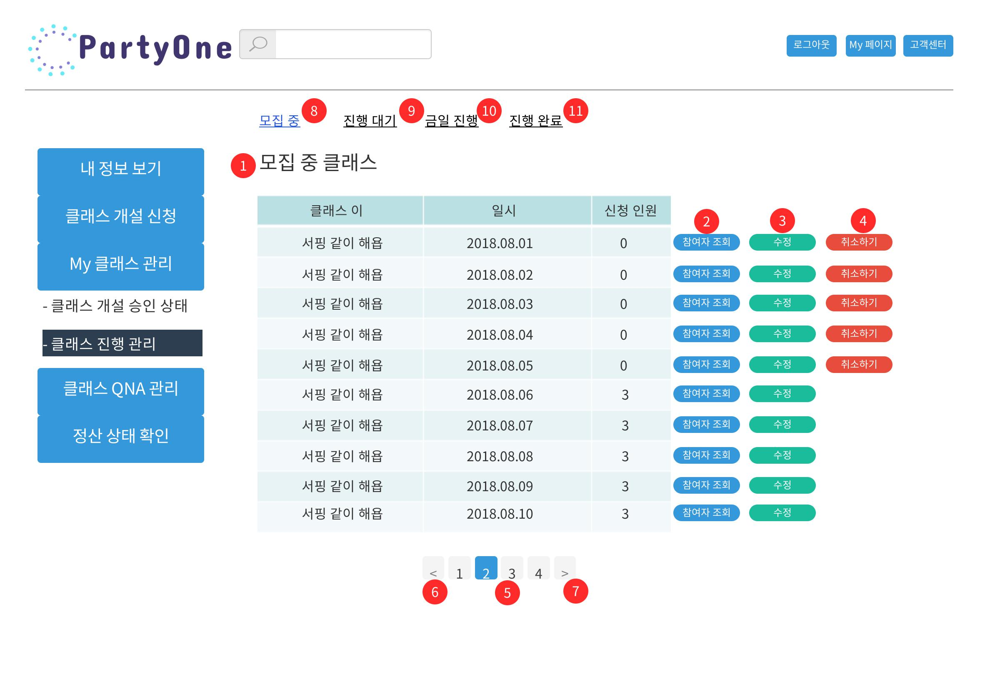 PartyOne
로그아웃 My 페이지 고객센터
모집 중 8 진행 대기 9 금일 진행 10 진행 완료 11
내 정보 보기
클래스 개설 신청
My 클래스 관리
- 클래스 개설 승인 상태
- 클래스 진행 관리
클래스 QNA 관리
정산 상태 확인
1 모집 중 클래스
클래스 이 일시 신청 인원
2 3 4
서핑 같이 해욥 2018.08.01 0 참여자 조회 수정 취소하기
서핑 같이 해욥 2018.08.02 0 참여자 조회 수정 취소하기
서핑 같이 해욥 2018.08.03 0 참여자 조회 수정 취소하기
서핑 같이 해욥 2018.08.04 0 참여자 조회 수정 취소하기
서핑 같이 해욥 2018.08.05 0 참여자 조회 수정 취소하기
서핑 같이 해욥 2018.08.06 3 참여자 조회 수정
서핑 같이 해욥 2018.08.07 3 참여자 조회 수정
서핑 같이 해욥 2018.08.08 3 참여자 조회 수정
서핑 같이 해욥 2018.08.09 3 참여자 조회 수정
서핑 같이 해욥 2018.08.10 3 참여자 조회 수정
< 1 2 3 4 >
6 5 7